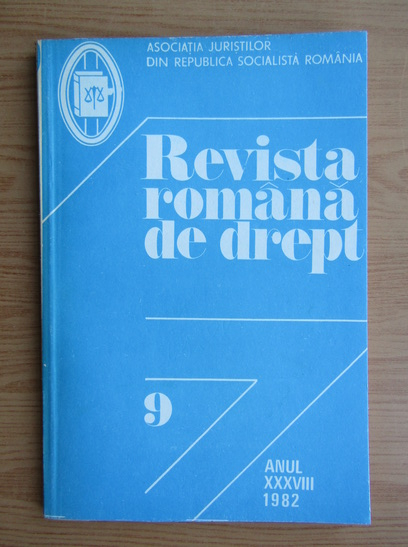 ASOCIAȚIA JURIȘTILOR
DIN REPUBLICA SOCIALISTĂ ROMÂNIA
Revista
română
de drept
9
ANUL
XXXVIII
1982